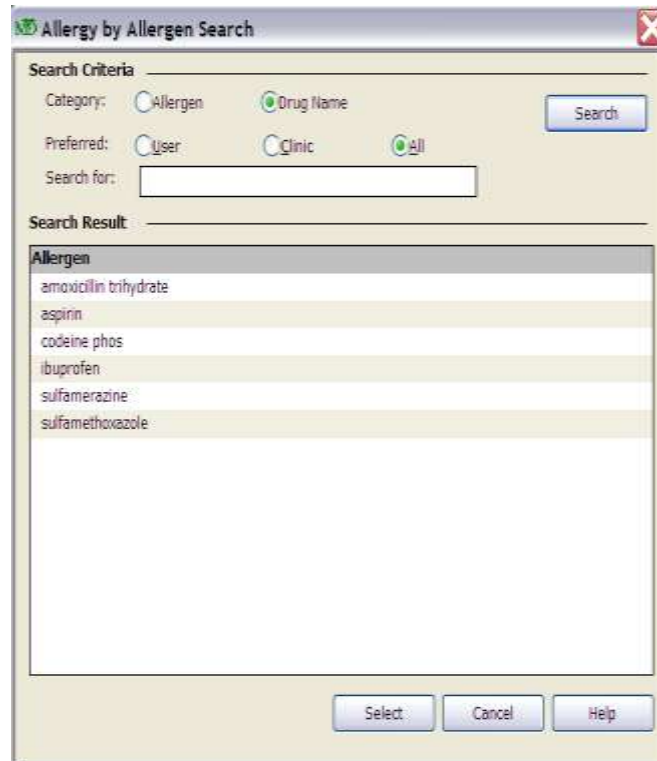 Allergy by Allergen Search
Search Criteria
Category: Allergen Drug Name
Search
Preferred: User Clinic All
Search for:
Search Result
Allergen
amoxicillin trihydrate
aspirin
codeine phos
ibuprofen
sulfamerazine
sulfamethoxazole
Select Cancel Help